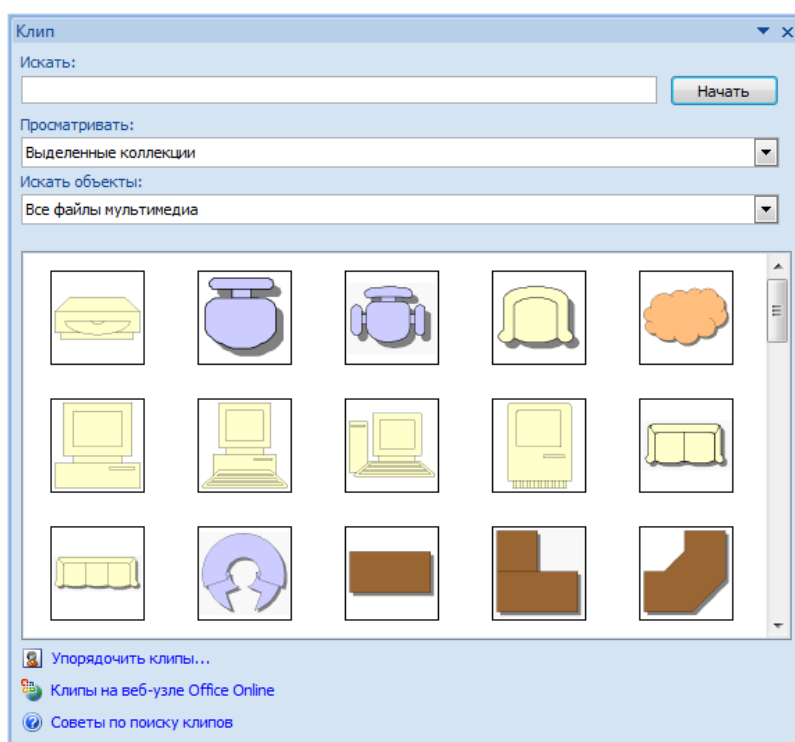 Клип
Искать:
Начать
Просматривать:
Выделенные коллекции
Искать объекты:
Все файлы мультимедиа
Упорядочить клипы...
Клипы на веб-узле Office Online
Советы по поиску клипов